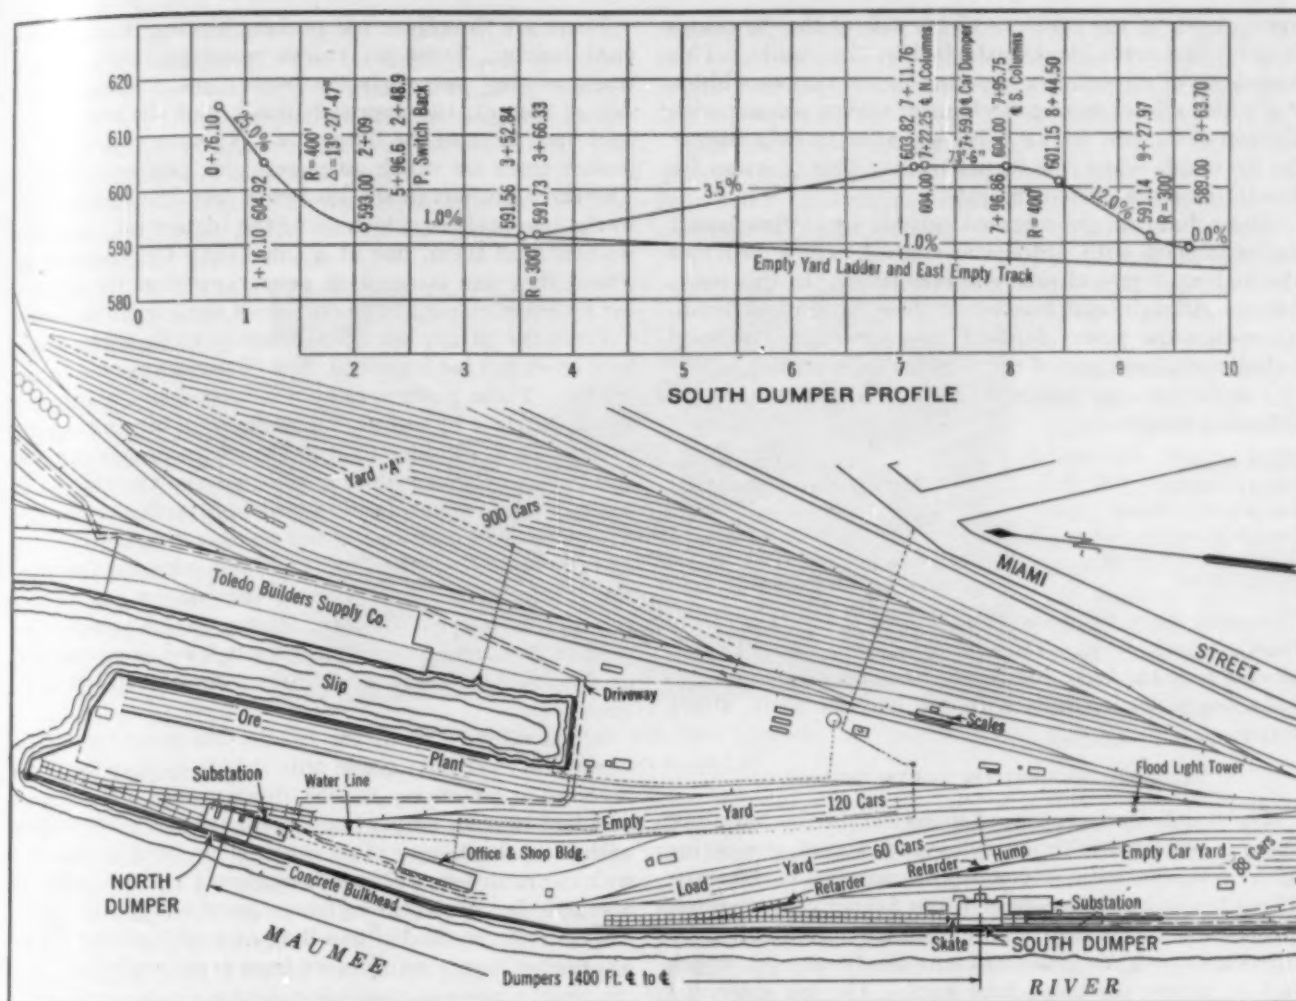 620
610
600
590
580
0+76.10
25.0%
1+16.10 604.92
R=400'
Δ=13°-27'-47"
593.00 2+09
5+96.6 2+48.9
P. Switch Back
1.0%
591.56 3+52.84
591.73 3+66.33
R=300'
3.5%
603.82 7+11.76
604.00 7+22.25 ℄ N. Columns
7+59.0 ℄ Car Dumper
73'-6"
7+96.86 604.00 7+95.75
℄ S. Columns
R=400'
601.15 8+44.50
12.0%
591.14 9+27.97
R=300'
589.00 9+63.70
0.0%
1.0%
Empty Yard Ladder and East Empty Track
0 1 2 3 4 5 6 7 8 9 10
SOUTH DUMPER PROFILE
Yard "A"
900 Cars
MIAMI
STREET
Toledo Builders Supply Co.
Slip
Driveway
Ore
Plant
Scales
Substation
Water Line
Flood Light Tower
Empty Yard 120 Cars
Office & Shop Bldg.
Load Yard 60 Cars
Hump
Empty Car Yard
88 Cars
Retarder
Retarder
NORTH
DUMPER
Concrete Bulkhead
Substation
Skate
SOUTH DUMPER
MAUMEE
Dumpers 1400 Ft. ℄ to ℄
RIVER